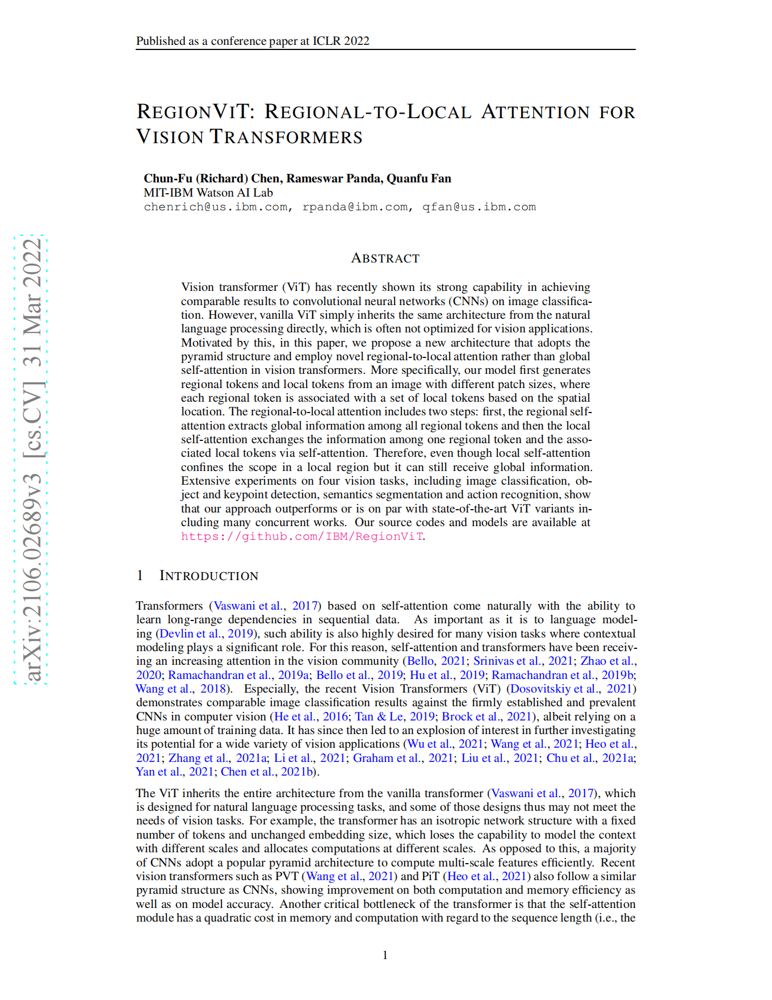 Published as a conference paper at ICLR 2022
REGIONVIT: REGIONAL-TO-LOCAL ATTENTION FOR
VISION TRANSFORMERS
Chun-Fu (Richard) Chen, Rameswar Panda, Quanfu Fan
MIT-IBM Watson AI Lab
chenrich@us.ibm.com, rpanda@ibm.com, qfan@us.ibm.com
arXiv:2106.02689v3 [cs.CV] 31 Mar 2022
ABSTRACT
Vision transformer (ViT) has recently shown its strong capability in achieving
comparable results to convolutional neural networks (CNNs) on image classifica-
tion. However, vanilla ViT simply inherits the same architecture from the natural
language processing directly, which is often not optimized for vision applications.
Motivated by this, in this paper, we propose a new architecture that adopts the
pyramid structure and employ novel regional-to-local attention rather than global
self-attention in vision transformers. More specifically, our model first generates
regional tokens and local tokens from an image with different patch sizes, where
each regional token is associated with a set of local tokens based on the spatial
location. The regional-to-local attention includes two steps: first, the regional self-
attention extracts global information among all regional tokens and then the local
self-attention exchanges the information among one regional token and the asso-
ciated local tokens via self-attention. Therefore, even though local self-attention
confines the scope in a local region but it can still receive global information.
Extensive experiments on four vision tasks, including image classification, ob-
ject and keypoint detection, semantics segmentation and action recognition, show
that our approach outperforms or is on par with state-of-the-art ViT variants in-
cluding many concurrent works. Our source codes and models are available at
https://github.com/IBM/RegionViT.
1 INTRODUCTION
Transformers (Vaswani et al., 2017) based on self-attention come naturally with the ability to
learn long-range dependencies in sequential data. As important as it is to language model-
ing (Devlin et al., 2019), such ability is also highly desired for many vision tasks where contextual
modeling plays a significant role. For this reason, self-attention and transformers have been receiv-
ing an increasing attention in the vision community (Bello, 2021; Srinivas et al., 2021; Zhao et al.,
2020; Ramachandran et al., 2019a; Bello et al., 2019; Hu et al., 2019; Ramachandran et al., 2019b;
Wang et al., 2018). Especially, the recent Vision Transformers (ViT) (Dosovitskiy et al., 2021)
demonstrates comparable image classification results against the firmly established and prevalent
CNNs in computer vision (He et al., 2016; Tan & Le, 2019; Brock et al., 2021), albeit relying on a
huge amount of training data. It has since then led to an explosion of interest in further investigating
its potential for a wide variety of vision applications (Wu et al., 2021; Wang et al., 2021; Heo et al.,
2021; Zhang et al., 2021a; Li et al., 2021; Graham et al., 2021; Liu et al., 2021; Chu et al., 2021a;
Yan et al., 2021; Chen et al., 2021b).
The ViT inherits the entire architecture from the vanilla transformer (Vaswani et al., 2017), which
is designed for natural language processing tasks, and some of those designs thus may not meet the
needs of vision tasks. For example, the transformer has an isotropic network structure with a fixed
number of tokens and unchanged embedding size, which loses the capability to model the context
with different scales and allocates computations at different scales. As opposed to this, a majority
of CNNs adopt a popular pyramid architecture to compute multi-scale features efficiently. Recent
vision transformers such as PVT (Wang et al., 2021) and PiT (Heo et al., 2021) also follow a similar
pyramid structure as CNNs, showing improvement on both computation and memory efficiency as
well as on model accuracy. Another critical bottleneck of the transformer is that the self-attention
module has a quadratic cost in memory and computation with regard to the sequence length (i.e., the
1